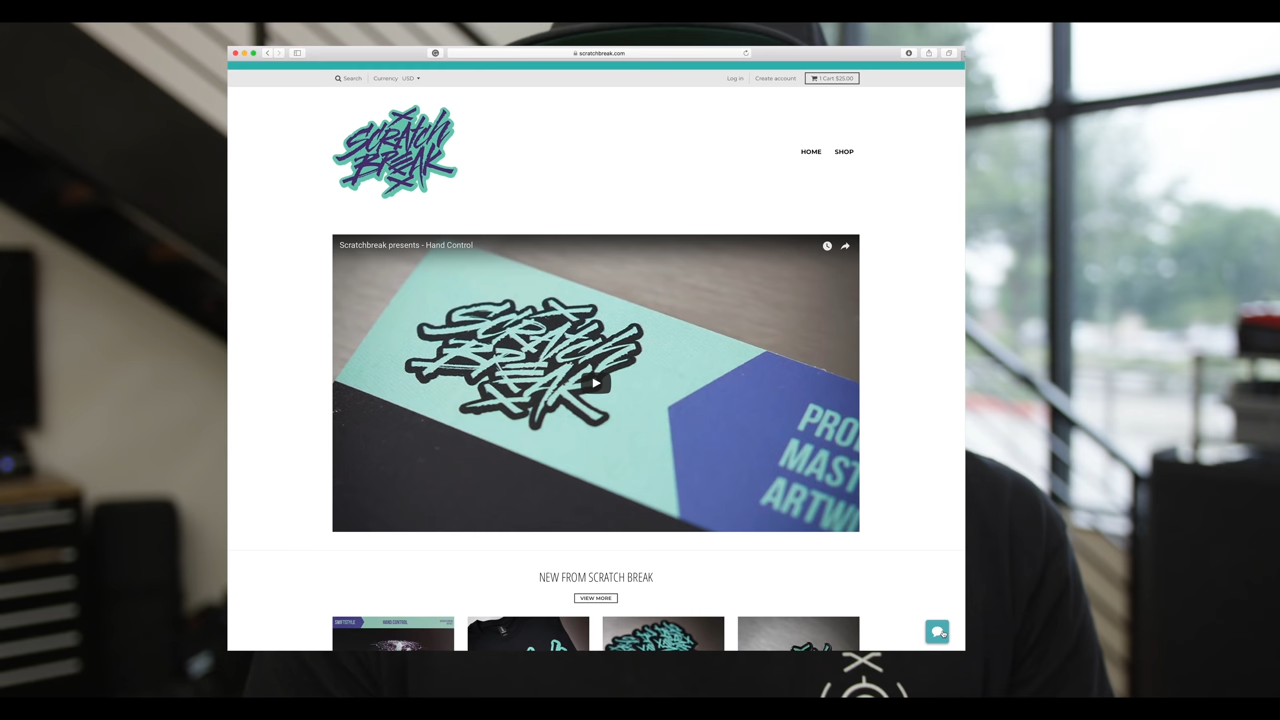 scratchbreak.com
Search
Currency USD
Log in
Create account
1 Cart $25.00
SCRATCH
BREAK
HOME
SHOP
Scratchbreak presents - Hand Control
SCRATCH
BREAK
PRO
MAST
ARTW
NEW FROM SCRATCH BREAK
VIEW MORE
SWIFTSTYLE
HAND CONTROL